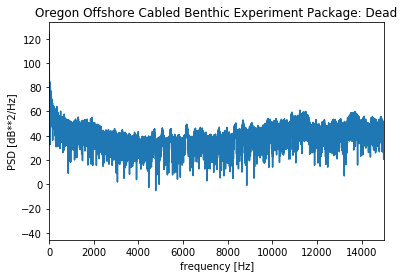 Oregon Offshore Cabled Benthic Experiment Package: Dead
120
100
80
60
40
20
0
−20
−40
PSD [dB**2/Hz]
0 2000 4000 6000 8000 10000 12000 14000
frequency [Hz]